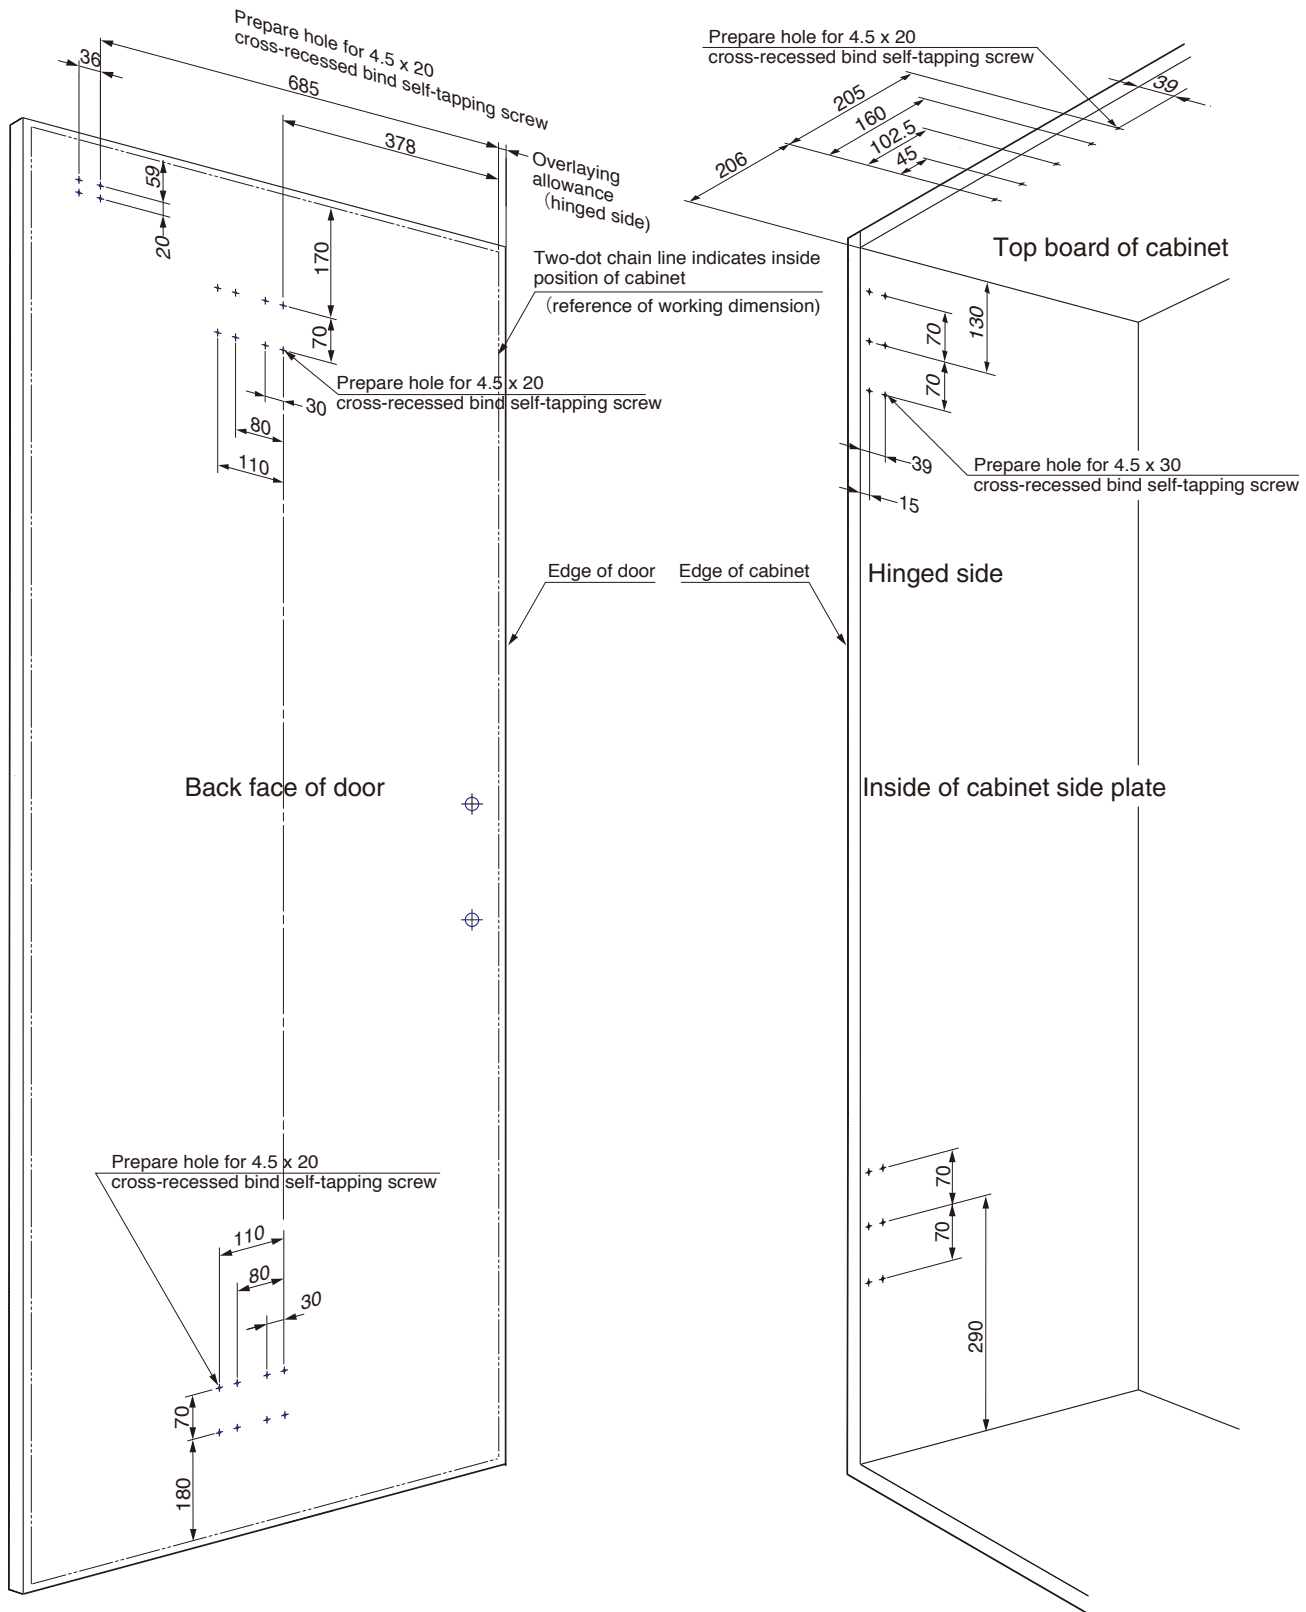 Prepare hole for 4.5 x 20
cross-recessed bind self-tapping screw
36
685
378
59
20
Overlaying
allowance
(hinged side)
170
70
Two-dot chain line indicates inside
position of cabinet
(reference of working dimension)
Prepare hole for 4.5 x 20
cross-recessed bind self-tapping screw
30
80
110
Edge of door
Back face of door
Prepare hole for 4.5 x 20
cross-recessed bind self-tapping screw
110
80
30
70
180
Prepare hole for 4.5 x 20
cross-recessed bind self-tapping screw
39
205
160
102.5
45
206
Top board of cabinet
130
70
70
39
15
Prepare hole for 4.5 x 30
cross-recessed bind self-tapping screw
Edge of cabinet
Hinged side
Inside of cabinet side plate
70
70
290